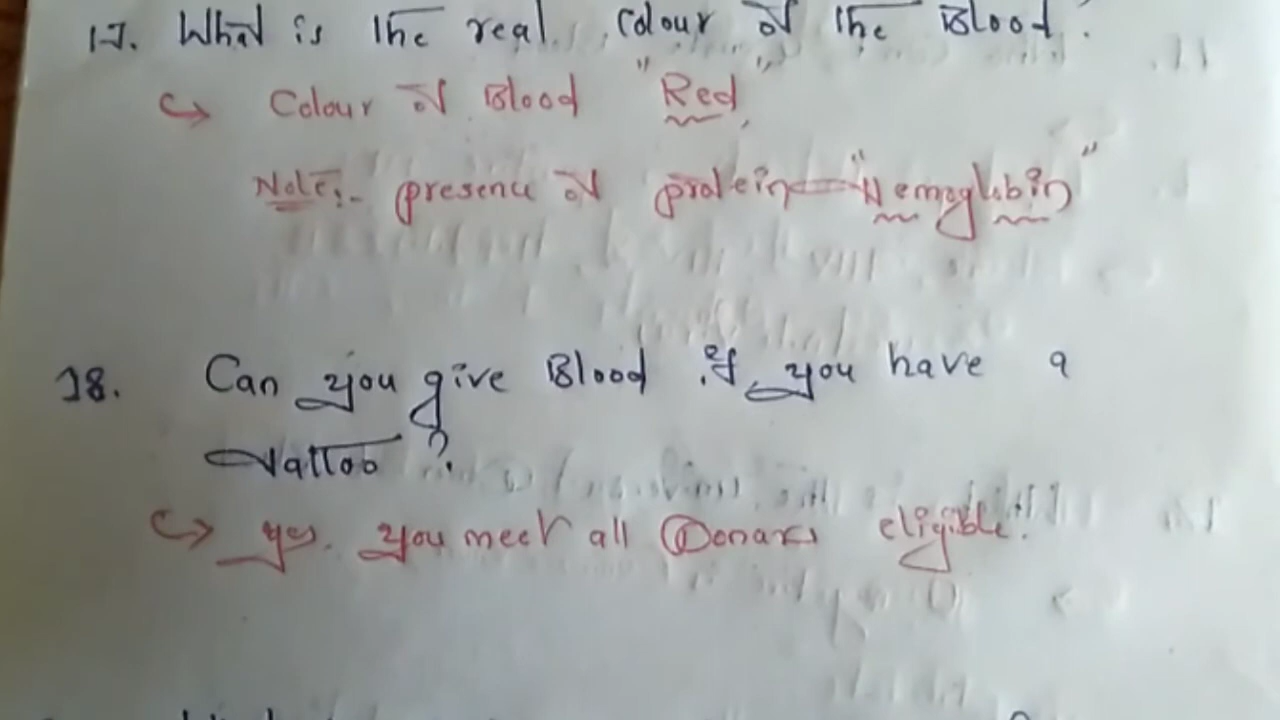 17. What is the real colour of the Blood.
↪ Colour of Blood "Red"
Note:- presence of protein—"Hemoglobin"
18. Can you give Blood if you have a
Tattoo?
↪ yes. you meet all Donars eligible.